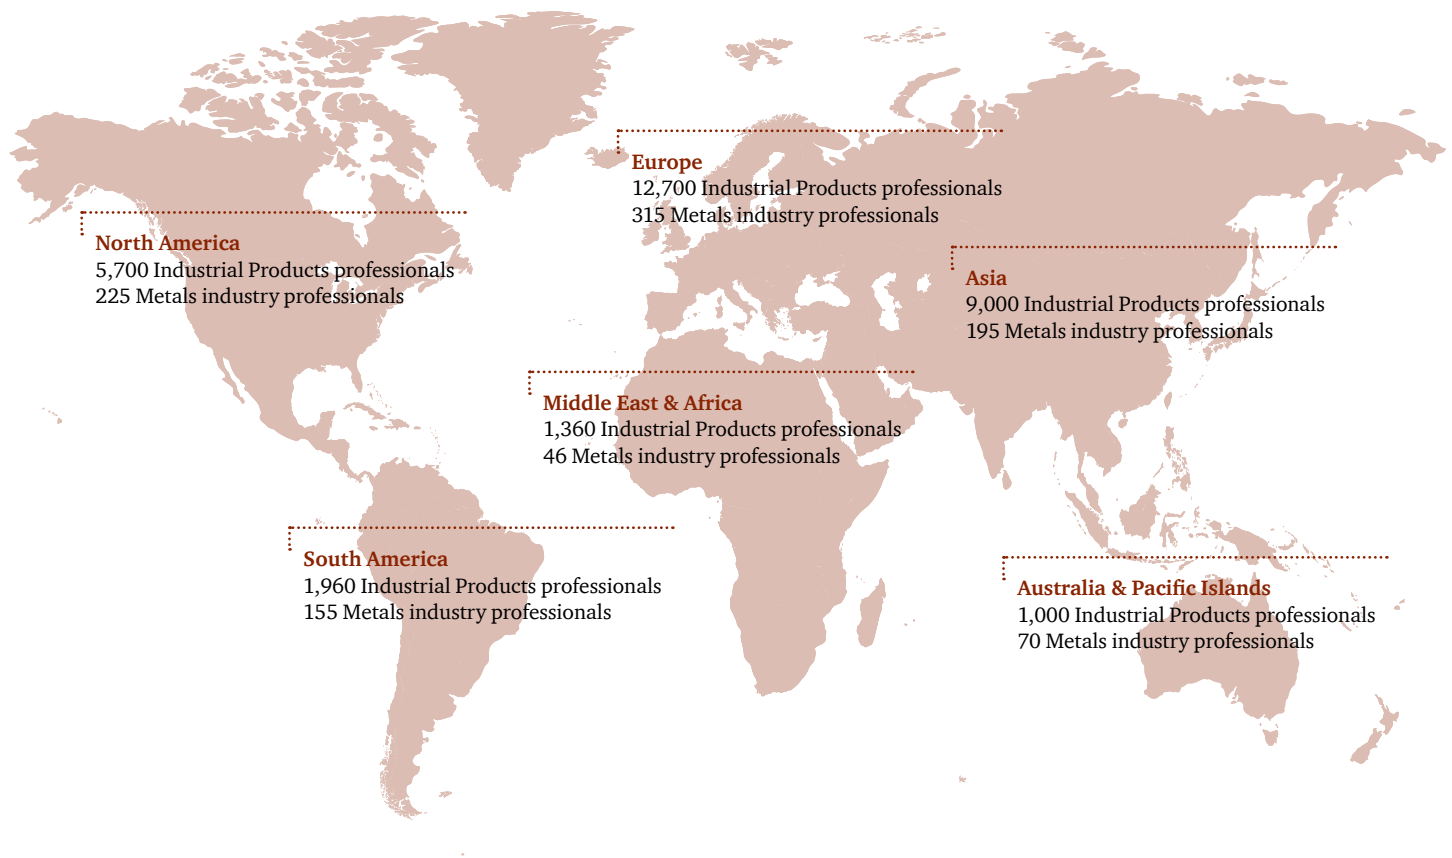 Europe
12,700 Industrial Products professionals
315 Metals industry professionals
North America
5,700 Industrial Products professionals
225 Metals industry professionals
Asia
9,000 Industrial Products professionals
195 Metals industry professionals
Middle East & Africa
1,360 Industrial Products professionals
46 Metals industry professionals
South America
1,960 Industrial Products professionals
155 Metals industry professionals
Australia & Pacific Islands
1,000 Industrial Products professionals
70 Metals industry professionals